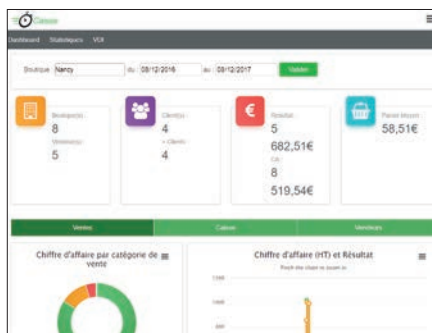 Caisse
Dashboard Statistiques VDI
Boutique : Nancy du : 08/12/2016 au : 08/12/2017 Valider
Boutique(s) :
8
Vendeur(s) :
5
Client(s) :
4
+ Clients :
4
Résultat :
5
682,51€
CA :
8
519,54€
Panier Moyen :
58,51€
Ventes Caisse Vendeurs
Chiffre d'affaire par catégorie de
vente
Chiffre d'affaire (HT) et Résultat